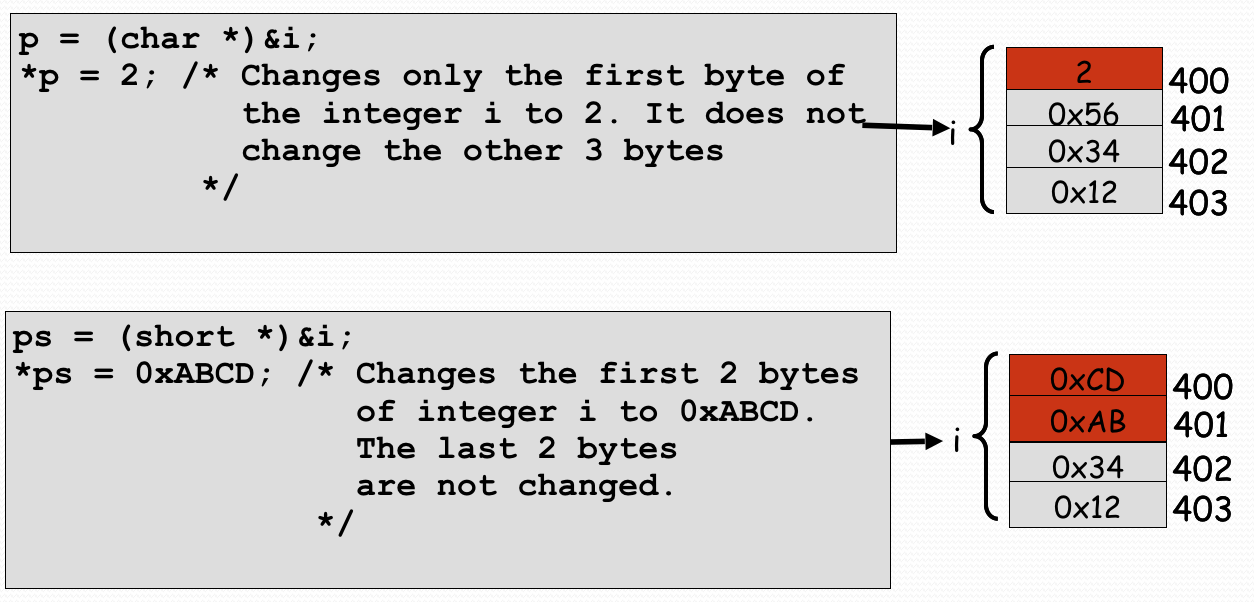 p = (char *)&i;
*p = 2; /* Changes only the first byte of
the integer i to 2. It does not
change the other 3 bytes
*/
i
2 400
0x56 401
0x34 402
0x12 403
ps = (short *)&i;
*ps = 0xABCD; /* Changes the first 2 bytes
of integer i to 0xABCD.
The last 2 bytes
are not changed.
*/
i
0xCD 400
0xAB 401
0x34 402
0x12 403